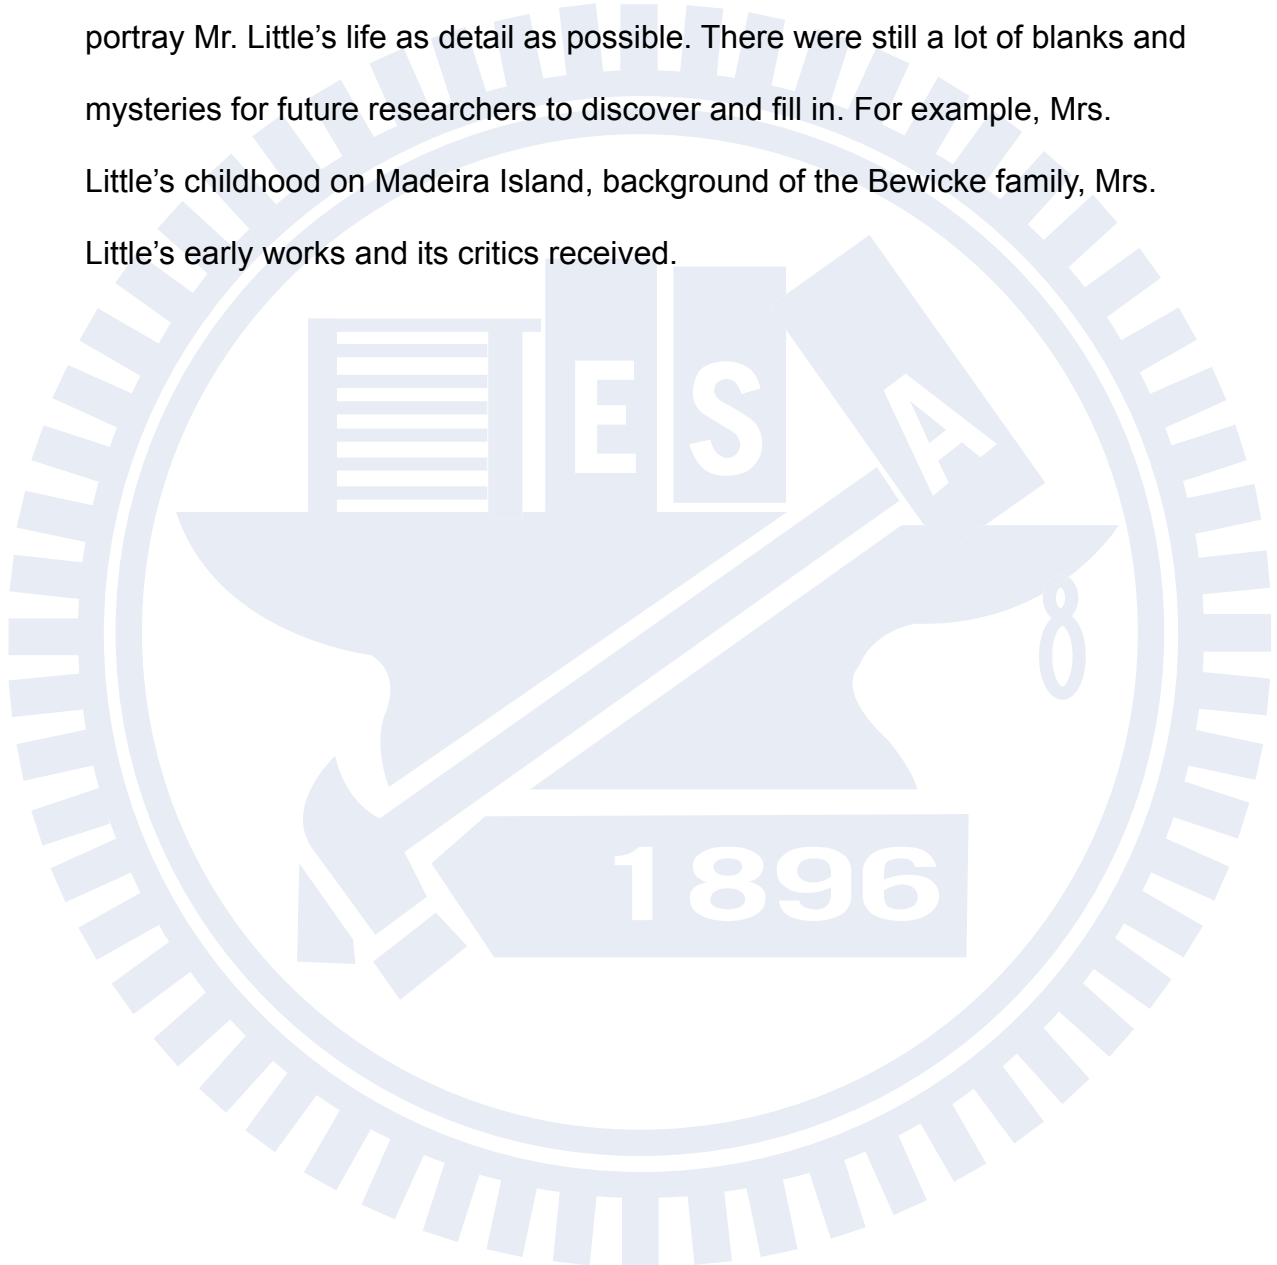 portray Mr. Little’s life as detail as possible. There were still a lot of blanks and
mysteries for future researchers to discover and fill in. For example, Mrs.
Little’s childhood on Madeira Island, background of the Bewicke family, Mrs.
Little’s early works and its critics received.
E S A
8
1896